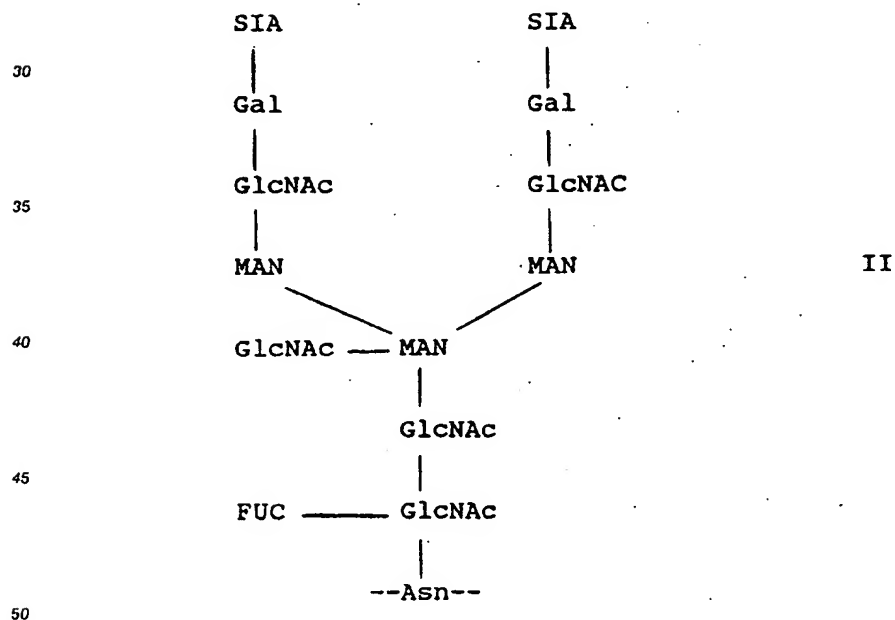 SIA SIA
30
Gal Gal
GlcNAc GlcNAC
35
MAN MAN II
40
GlcNAc MAN
GlcNAc
45
FUC GlcNAc
--Asn--
50